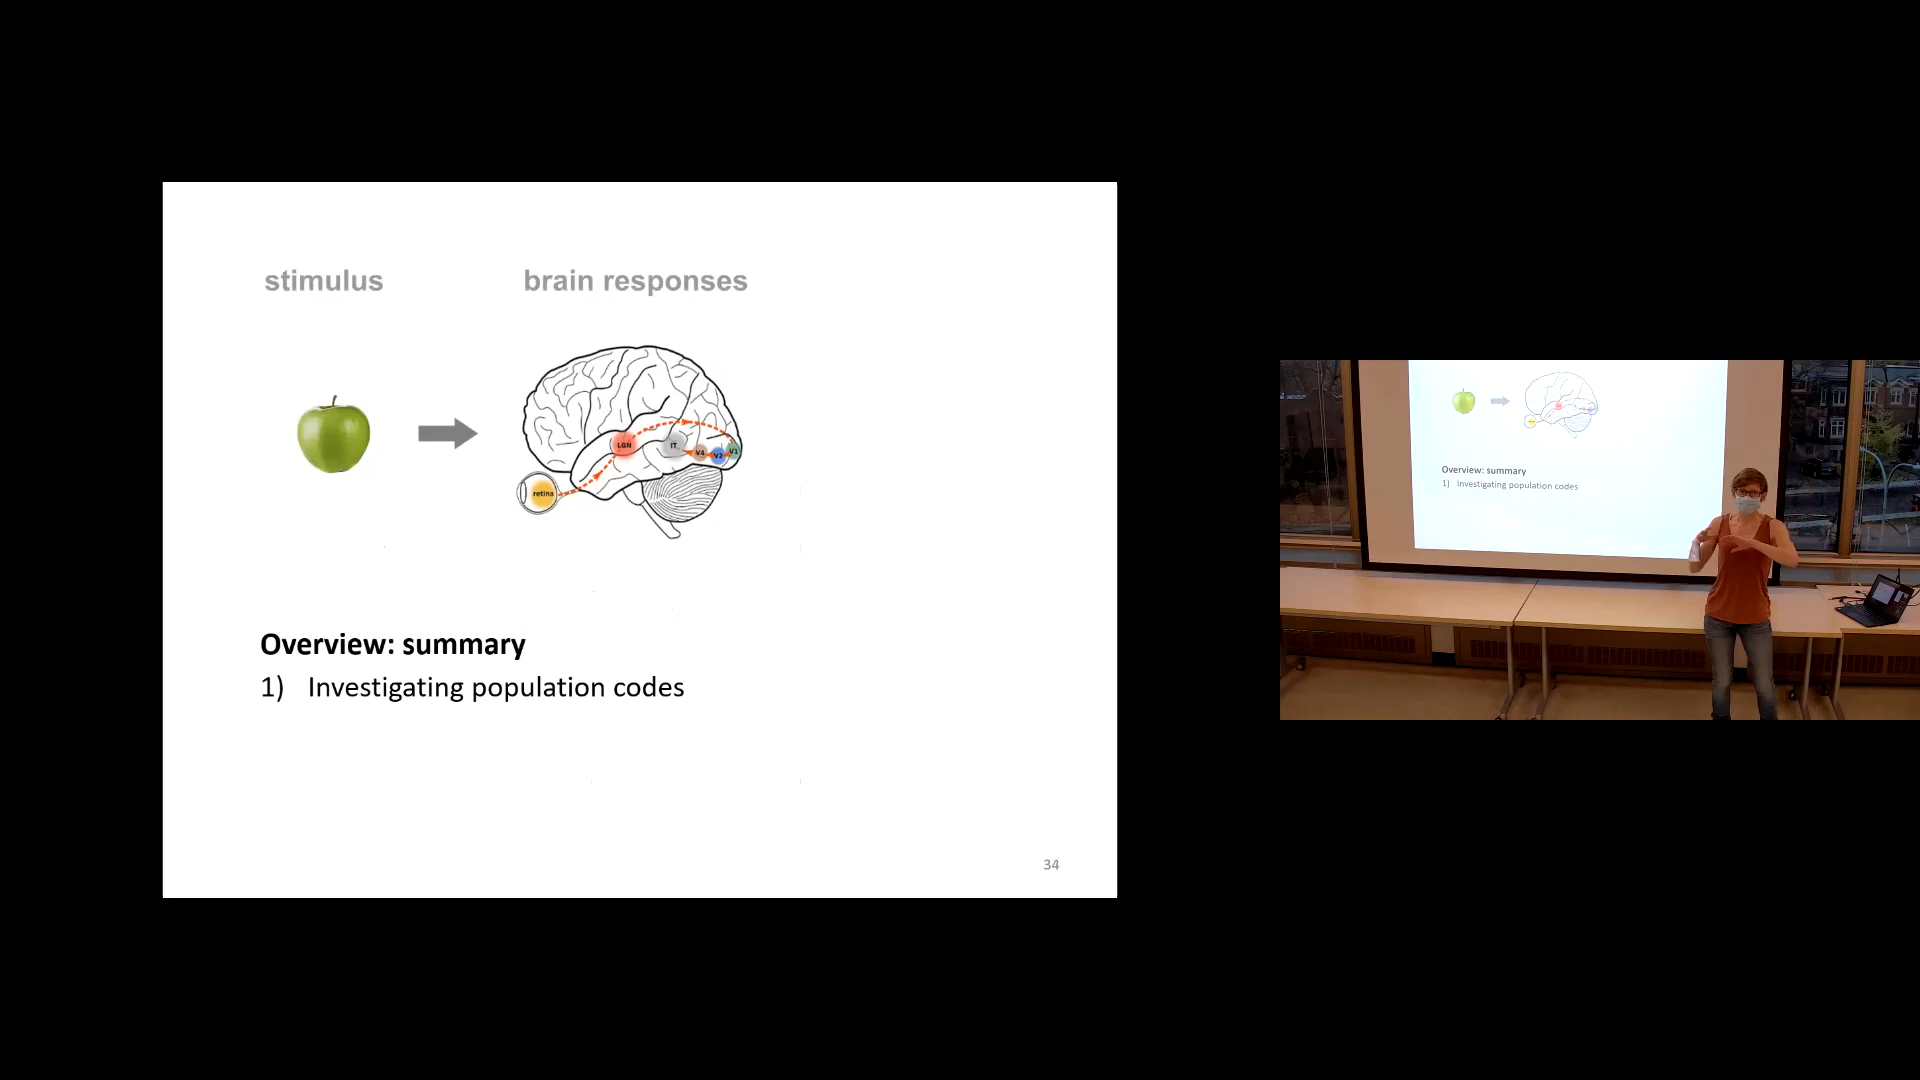 stimulus
brain responses
LGN
IT
V4
V2
V1
retina
Overview: summary
1) Investigating population codes
34
Overview: summary
1) Investigating population codes